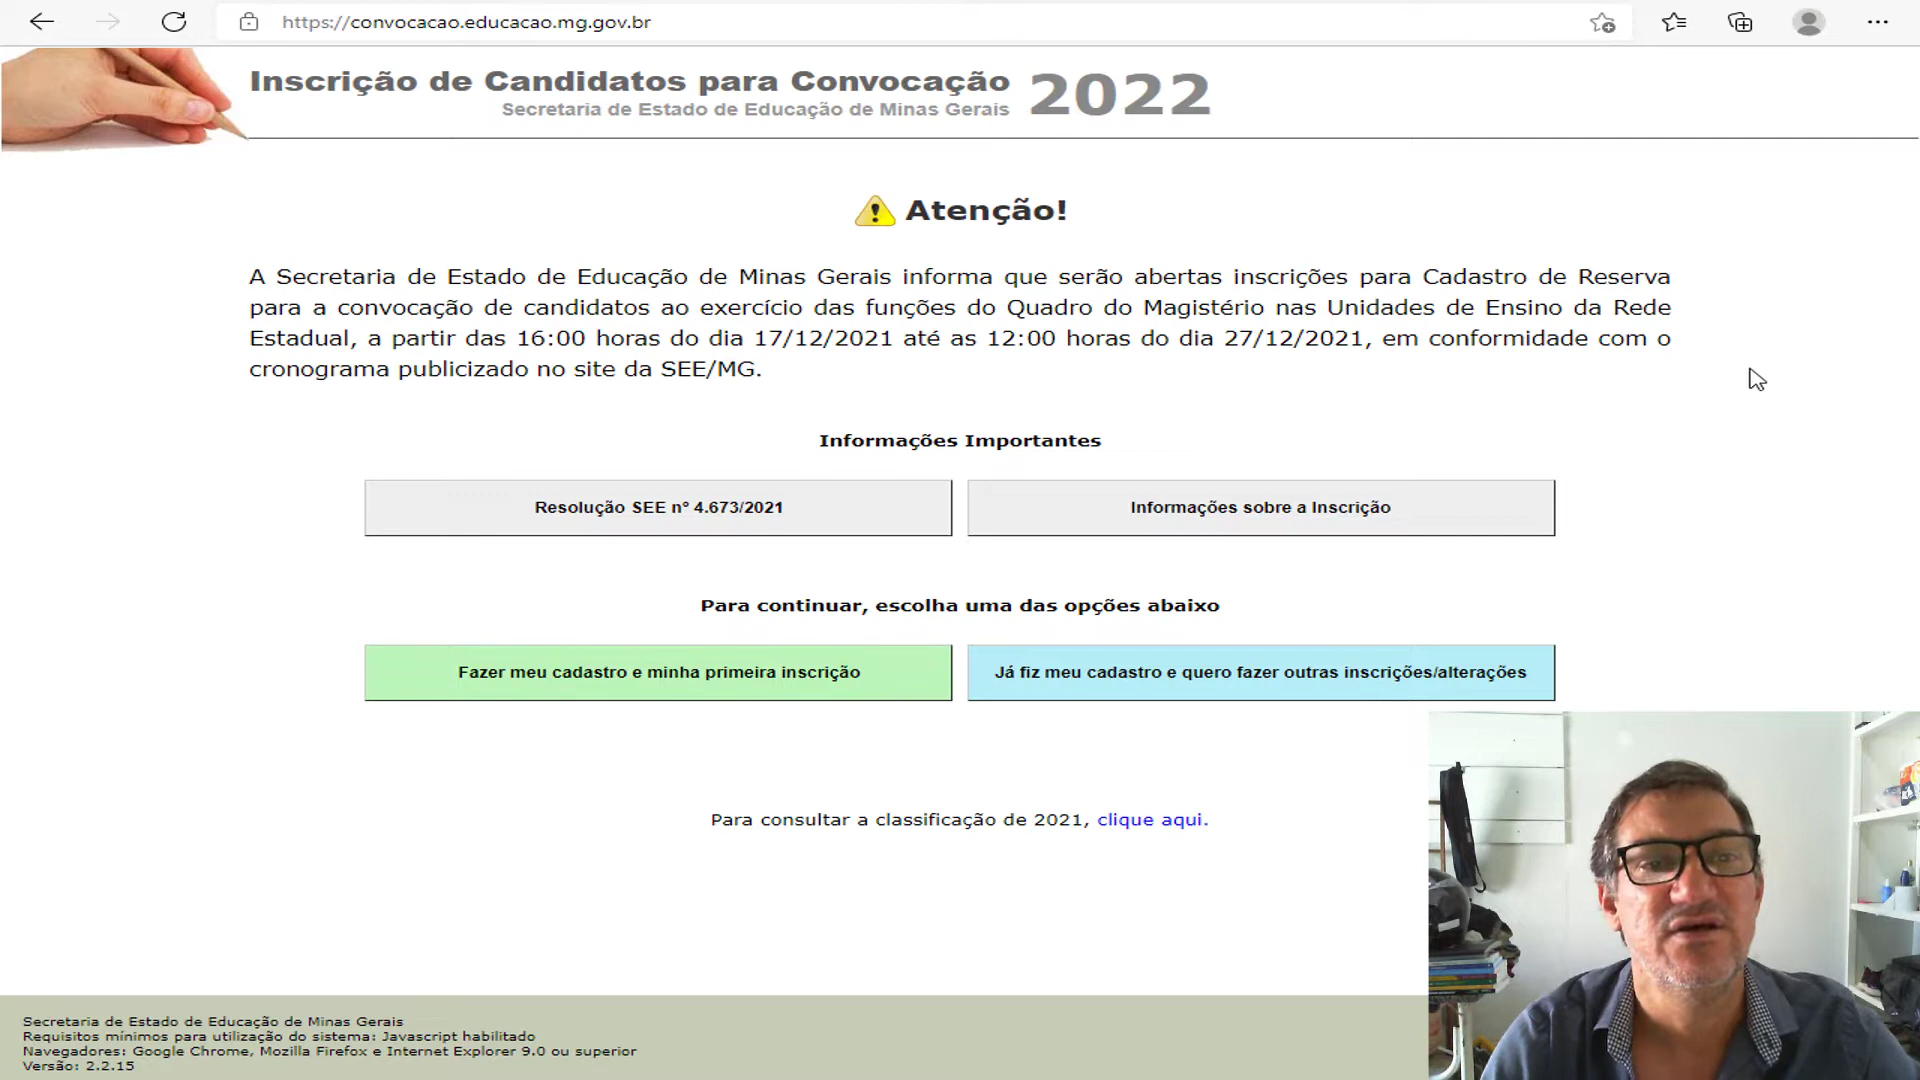 https://convocacao.educacao.mg.gov.br
Inscrição de Candidatos para Convocação 2022
Secretaria de Estado de Educação de Minas Gerais
Atenção!
A Secretaria de Estado de Educação de Minas Gerais informa que serão abertas inscrições para Cadastro de Reserva
para a convocação de candidatos ao exercício das funções do Quadro do Magistério nas Unidades de Ensino da Rede
Estadual, a partir das 16:00 horas do dia 17/12/2021 até as 12:00 horas do dia 27/12/2021, em conformidade com o
cronograma publicizado no site da SEE/MG.
Informações Importantes
Resolução SEE nº 4.673/2021
Informações sobre a Inscrição
Para continuar, escolha uma das opções abaixo
Fazer meu cadastro e minha primeira inscrição
Já fiz meu cadastro e quero fazer outras inscrições/alterações
Para consultar a classificação de 2021, clique aqui.
Secretaria de Estado de Educação de Minas Gerais
Requisitos mínimos para utilização do sistema: Javascript habilitado
Navegadores: Google Chrome, Mozilla Firefox e Internet Explorer 9.0 ou superior
Versão: 2.2.15